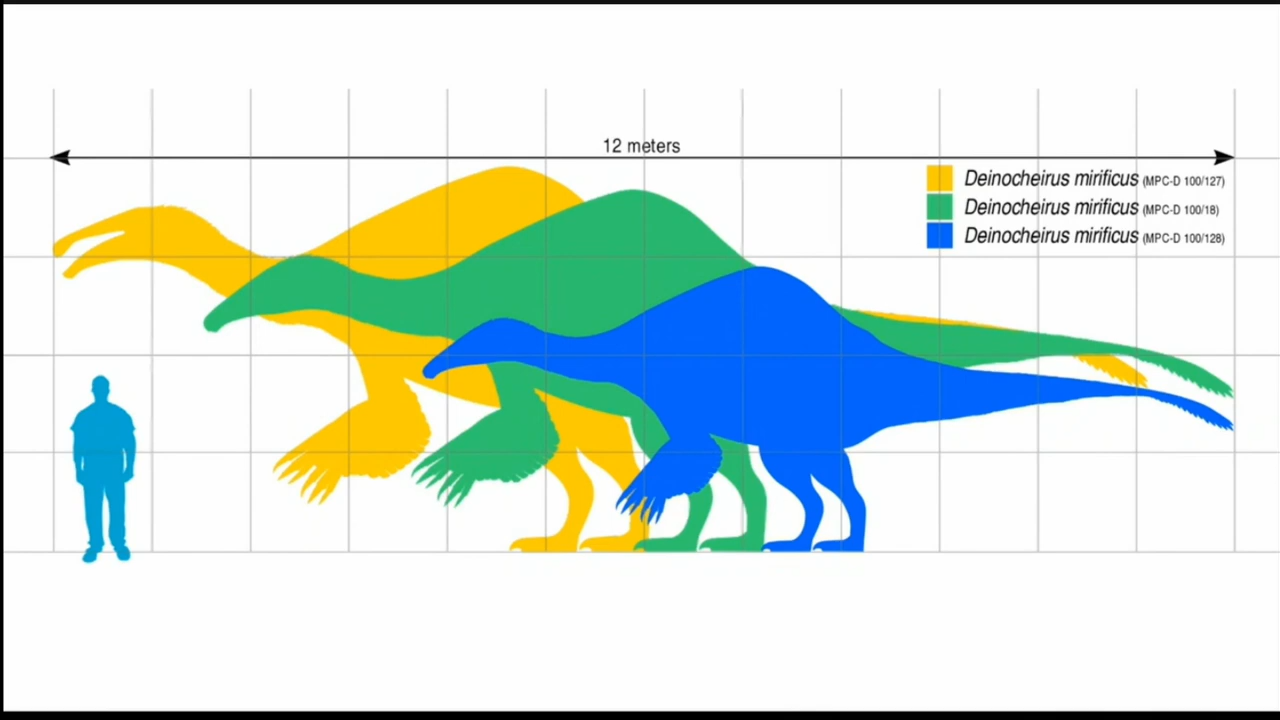 12 meters
Deinocheirus mirificus (MPC-D 100/127)
Deinocheirus mirificus (MPC-D 100/18)
Deinocheirus mirificus (MPC-D 100/128)